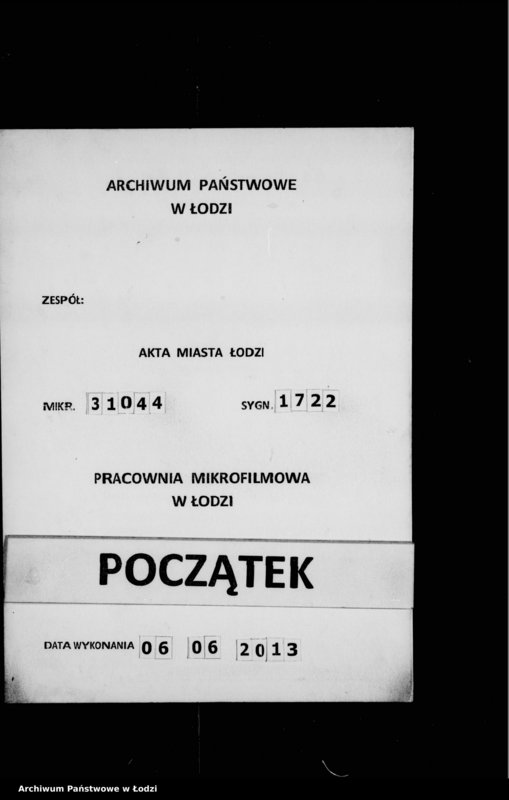 ARCHIWUM PAŃSTWOWE
W ŁODZI
ZESPÓŁ:
AKTA MIASTA ŁODZI
MIKR. 31044 SYGN. 1722
PRACOWNIA MIKROFILMOWA
W ŁODZI
POCZĄTEK
DATA WYKONANIA 06 06 2013
Archiwum Państwowe w Łodzi